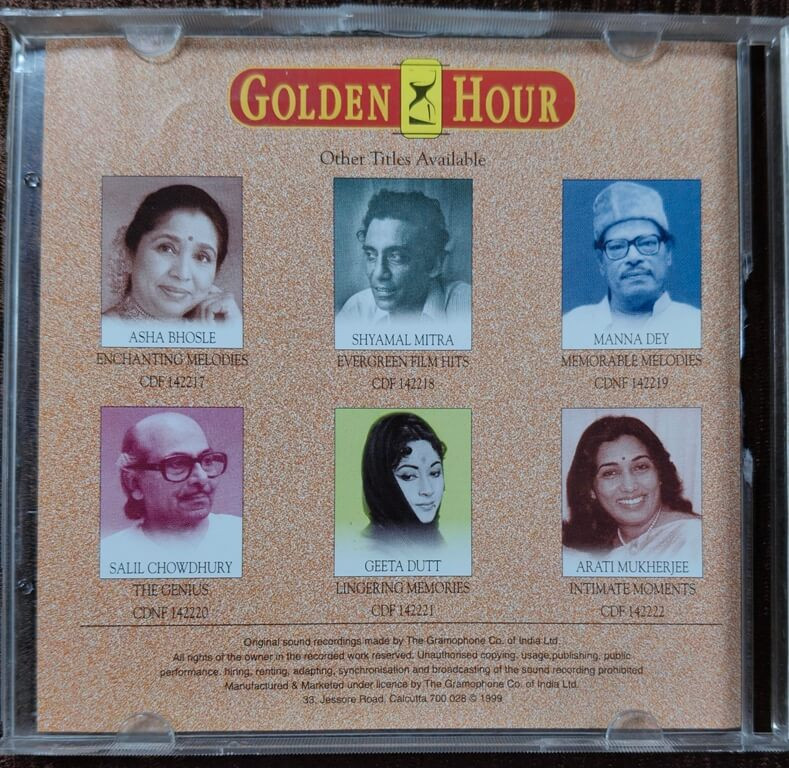 GOLDEN HOUR
Other Titles Available
ASHA BHOSLE
ENCHANTING MELODIES
CDF 142217
SHYAMAL MITRA
EVERGREEN FILM HITS
CDF 142218
MANNA DEY
MEMORABLE MELODIES
CDNF 142219
SALIL CHOWDHURY
THE GENIUS
CDNF 142220
GEETA DUTT
LINGERING MEMORIES
CDF 142221
ARATI MUKHERJEE
INTIMATE MOMENTS
CDF 142222
Original sound recordings made by The Gramophone Co. of India Ltd.
All rights of the owner in the recorded work reserved. Unauthorised copying, usage,publishing, public
performance, hiring, renting, adapting, synchronisation and broadcasting of the sound recording prohibited
Manufactured & Marketed under licence by The Gramophone Co. of India Ltd.
33, Jessore Road, Calcutta 700 028 © 1999